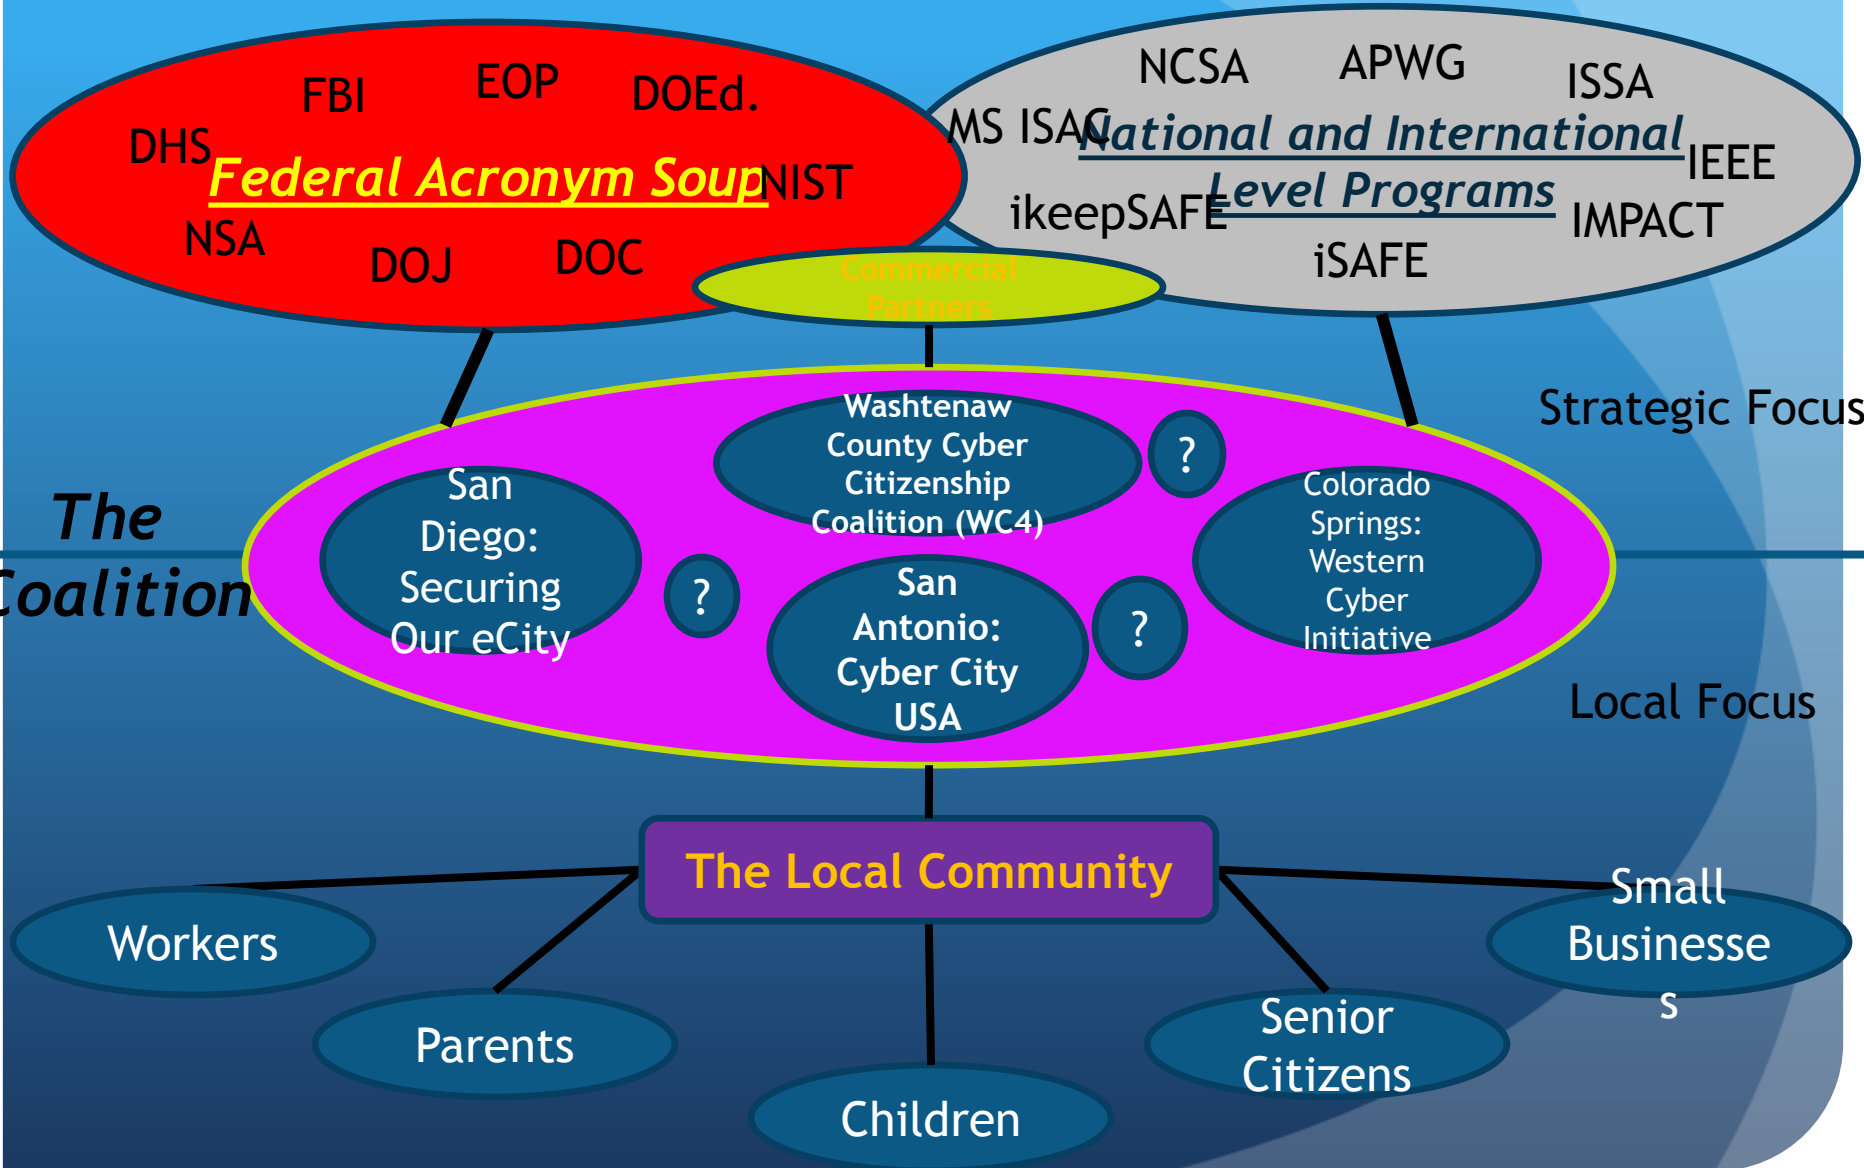 FBI
EOP
DOEd.
DHS
Federal Acronym Soup
NIST
NSA
DOJ
DOC
NCSA
APWG
ISSA
MS ISAC
National and International
Level Programs
IEEE
ikeepSAFE
IMPACT
iSAFE
Commercial
Partners
Strategic Focus
Washtenaw
County Cyber
Citizenship
Coalition (WC4)
?
San
Diego:
Securing
Our eCity
Colorado
Springs:
Western
Cyber
Initiative
The
Coalition
?
San
Antonio:
Cyber City
USA
?
Local Focus
The Local Community
Workers
Parents
Children
Senior
Citizens
Small
Businesse
s